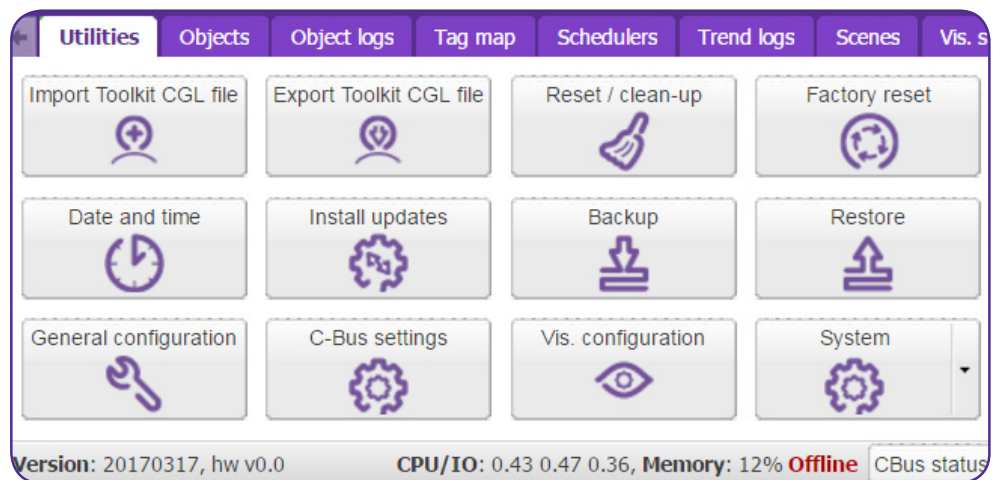 Utilities Objects Object logs Tag map Schedulers Trend logs Scenes Vis. s
Import Toolkit CGL file Export Toolkit CGL file Reset / clean-up Factory reset
Date and time Install updates Backup Restore
General configuration C-Bus settings Vis. configuration System
Version: 20170317, hw v0.0 CPU/IO: 0.43 0.47 0.36, Memory: 12% Offline CBus status